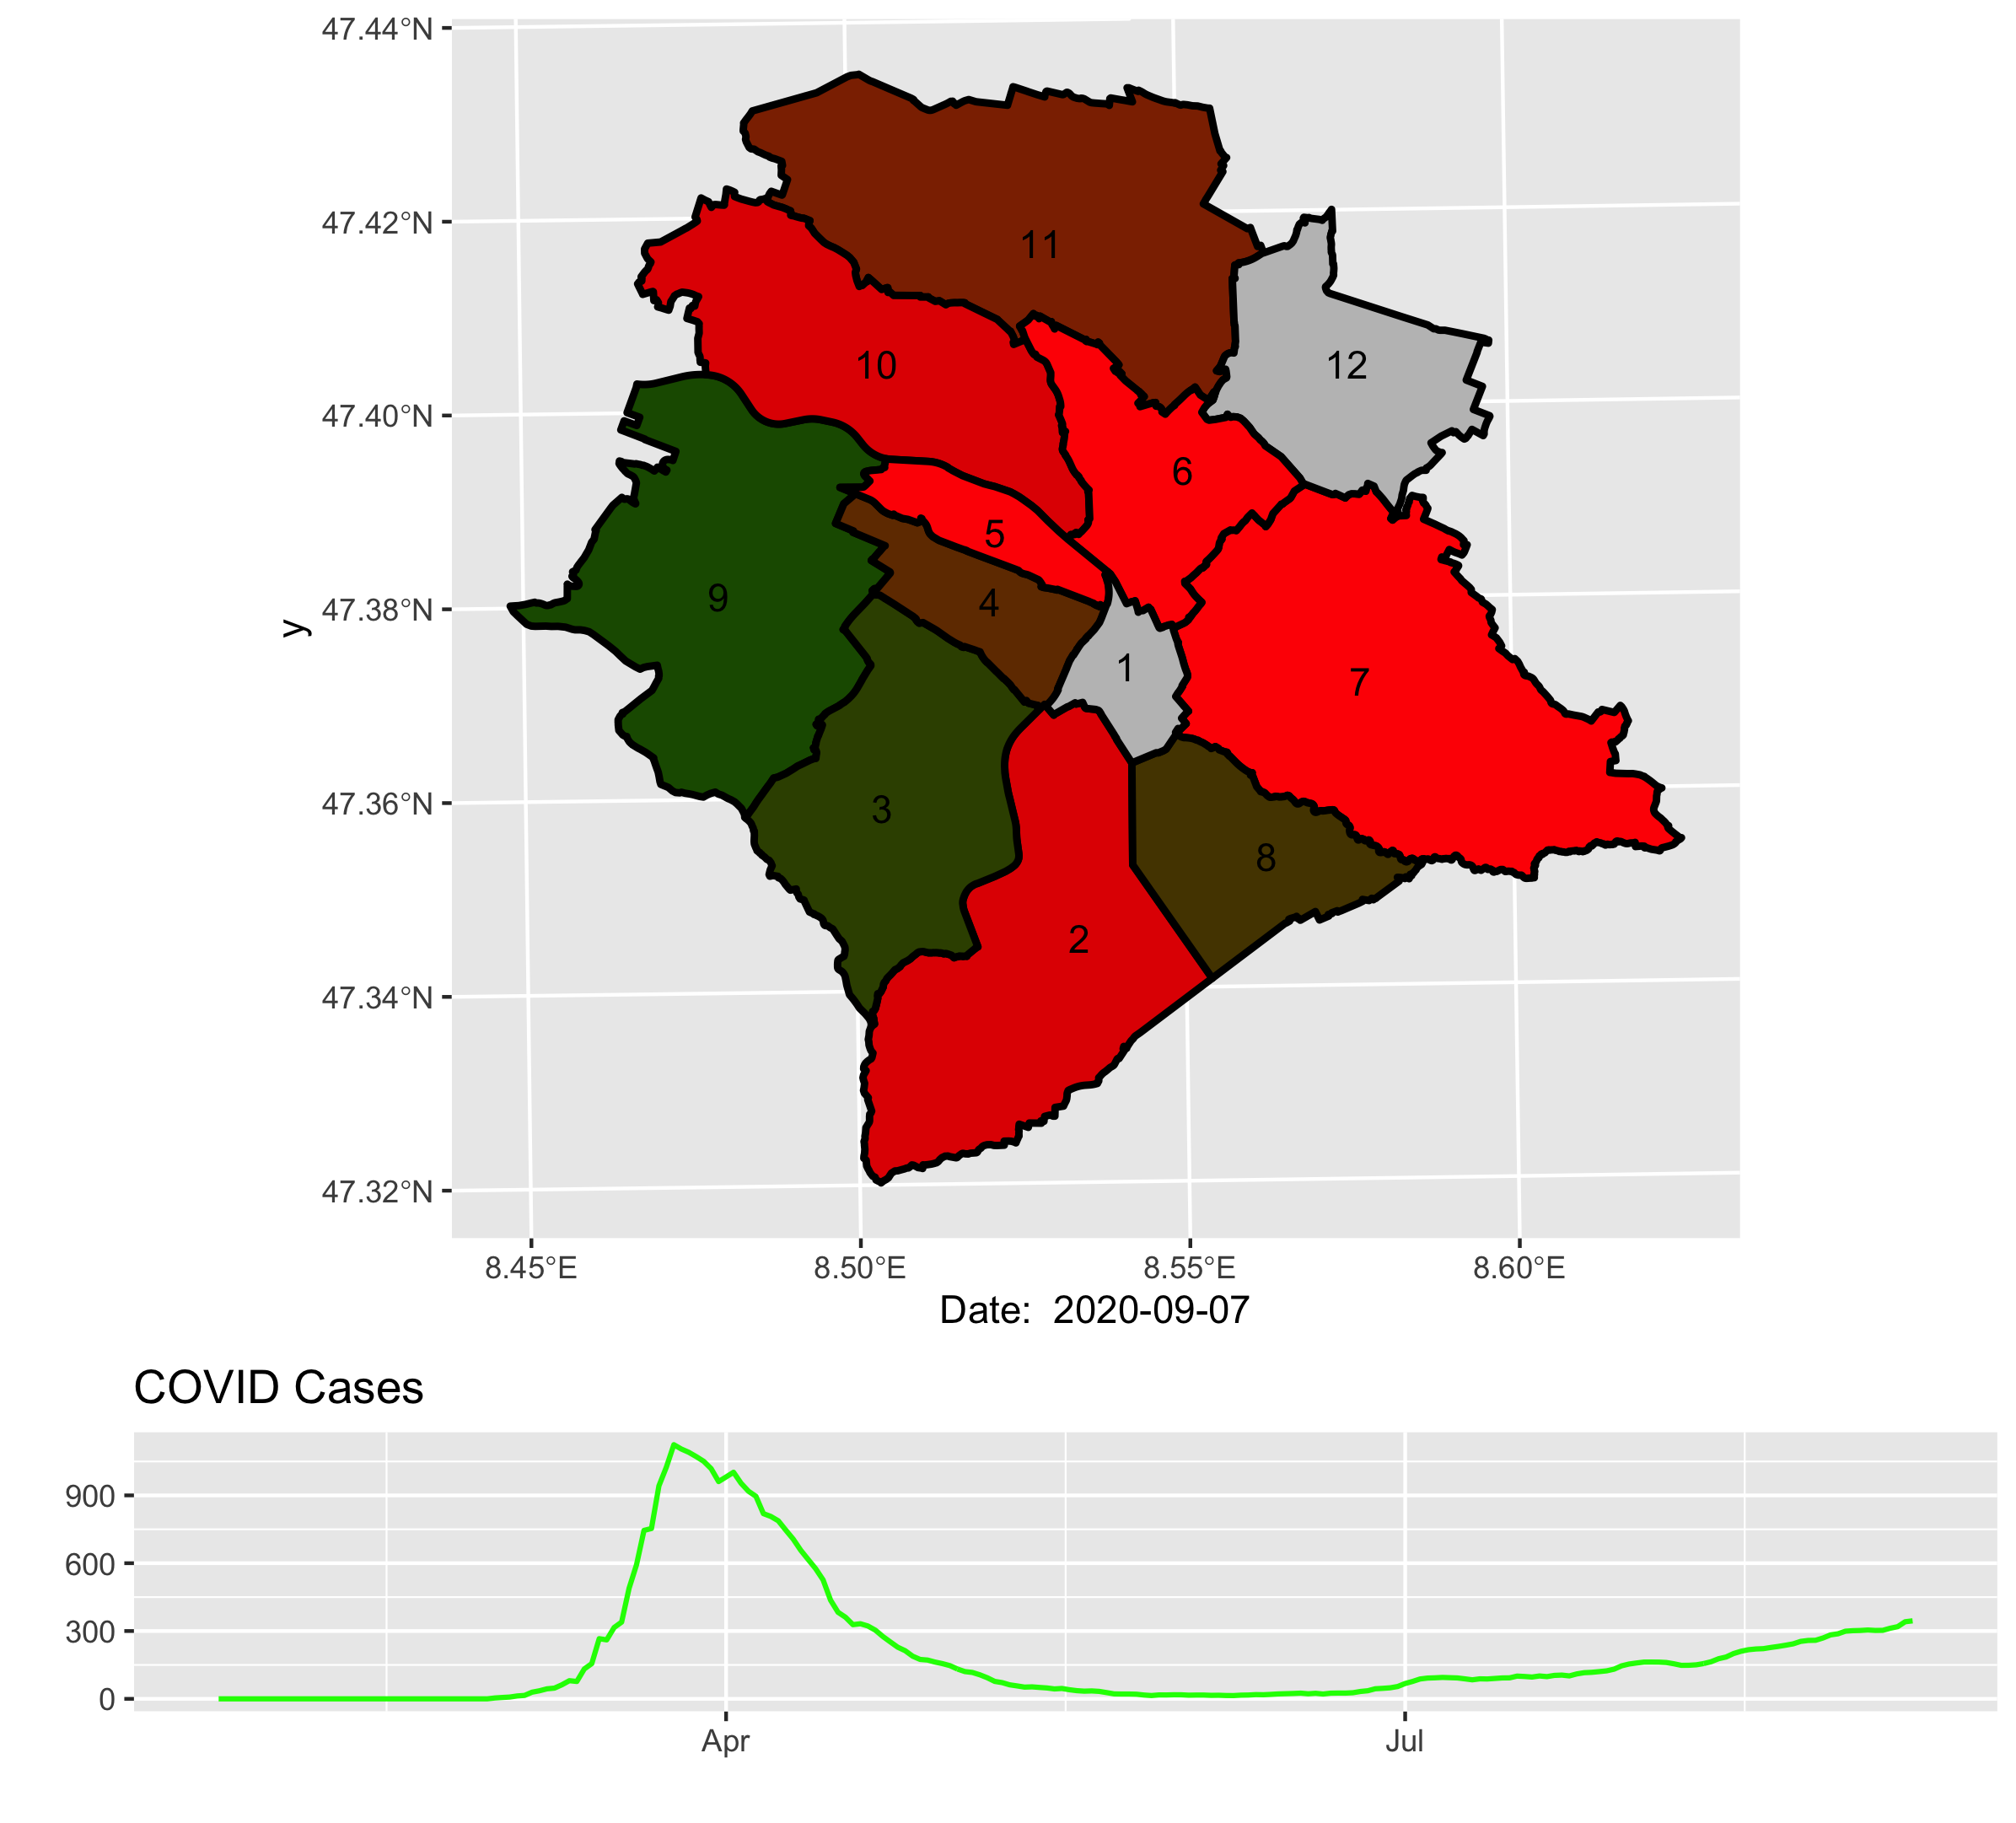 47.44°N
11
47.42°N
10
12
47.40°N
6
5
9
4
47.38°N
y
1
7
3
47.36°N
8
2
47.34°N
47.32°N
8.45°E 8.50°E 8.55°E 8.60°E
Date: 2020-09-07
COVID Cases
900
600
300
0
Apr Jul